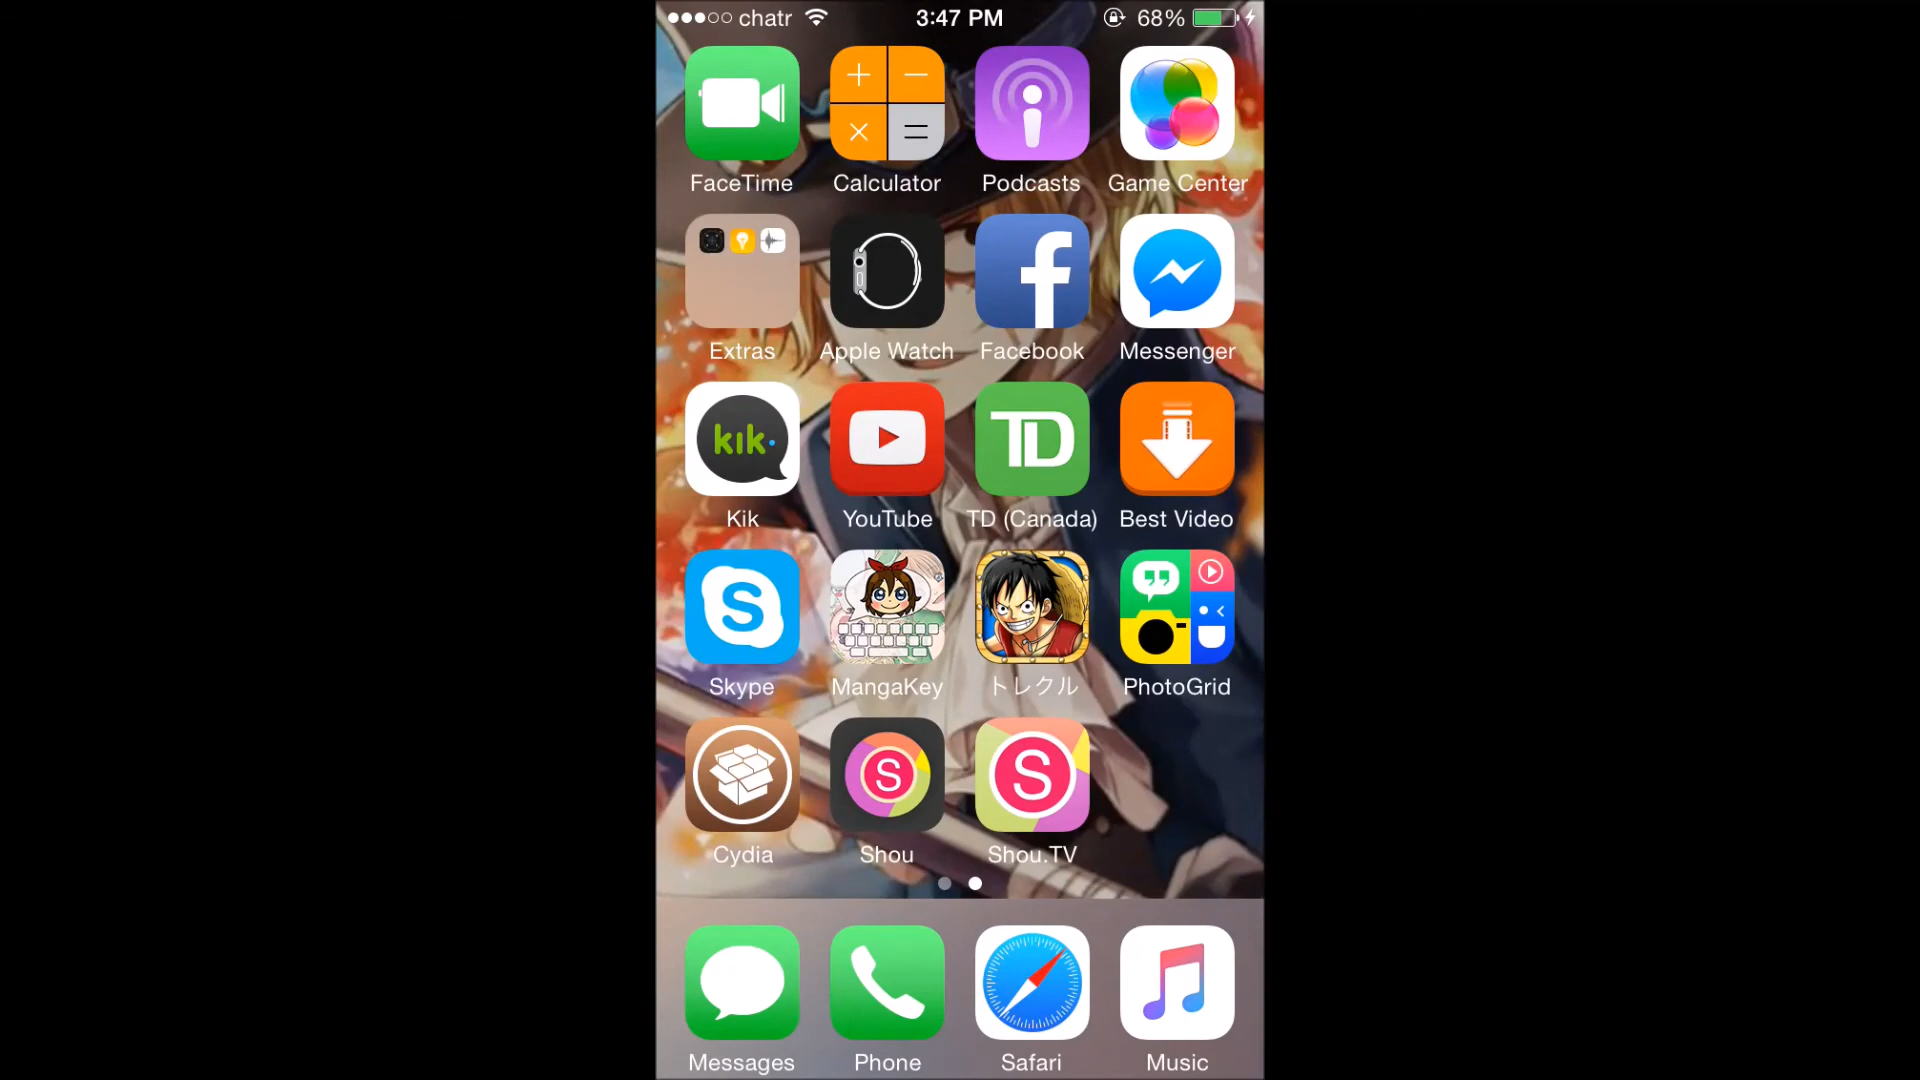 chatr 3:47 PM 68%
FaceTime Calculator Podcasts Game Center
Extras Apple Watch Facebook Messenger
kik.
TD
Kik YouTube TD (Canada) Best Video
S
Skype MangaKey トレクル PhotoGrid
S S
Cydia Shou Shou.TV
Messages Phone Safari Music